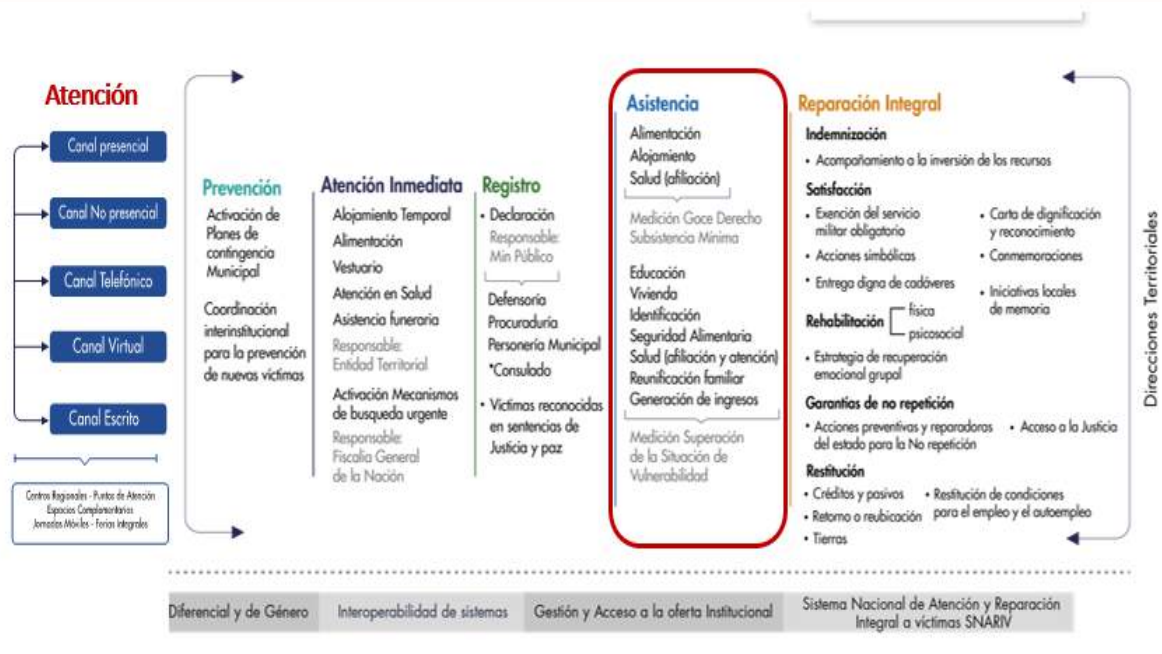 Atención
Canal presencial
Canal No presencial
Canal Telefónico
Canal Virtual
Canal Escrito
Centros Regionales - Puntos de Atención
Espacios Complementarios
Jornadas Móviles - Ferias Integrales
Prevención
Activación de
Planes de
contingencia
Municipal
Coordinación
interinstitucional
para la prevención
de nuevas víctimas
Atención Inmediata
Alojamiento Temporal
Alimentación
Vestuario
Atención en Salud
Asistencia funeraria
Responsable:
Entidad Territorial
Activación Mecanismos
de busqueda urgente
Responsable:
Fiscalía General
de la Nación
Registro
• Declaración
Responsable:
Min Público
Defensoría
Procuraduría
Personería Municipal
*Consulado
• Víctimas reconocidas
en sentencias de
Justicia y paz
Asistencia
Alimentación
Alojamiento
Salud (afiliación)
Medición Goce Derecho
Subsistencia Mínima
Educación
Vivienda
Identificación
Seguridad Alimentaria
Salud (afiliación y atención)
Reunificación familiar
Generación de ingresos
Medición Superación
de la Situación de
Vulnerabilidad
Reparación Integral
Indemnización
• Acompañamiento a la inversión de los recursos
Satisfacción
• Exención del servicio
militar obligatorio
• Acciones simbólicas
• Entrega digna de cadáveres
• Carta de dignificación
y reconocimiento
• Conmemoraciones
• Iniciativas locales
de memoria
Rehabilitación
física
psicosocial
• Estrategia de recuperación
emocional grupal
Garantías de no repetición
• Acciones preventivas y reparadoras
del estado para la No repetición
• Acceso a la Justicia
Restitución
• Créditos y pasivos
• Retorno o reubicación
• Tierras
• Restitución de condiciones
para el empleo y el autoempleo
Direcciones Territoriales
Diferencial y de Género
Interoperabilidad de sistemas
Gestión y Acceso a la oferta Institucional
Sistema Nacional de Atención y Reparación
Integral a víctimas SNARIV